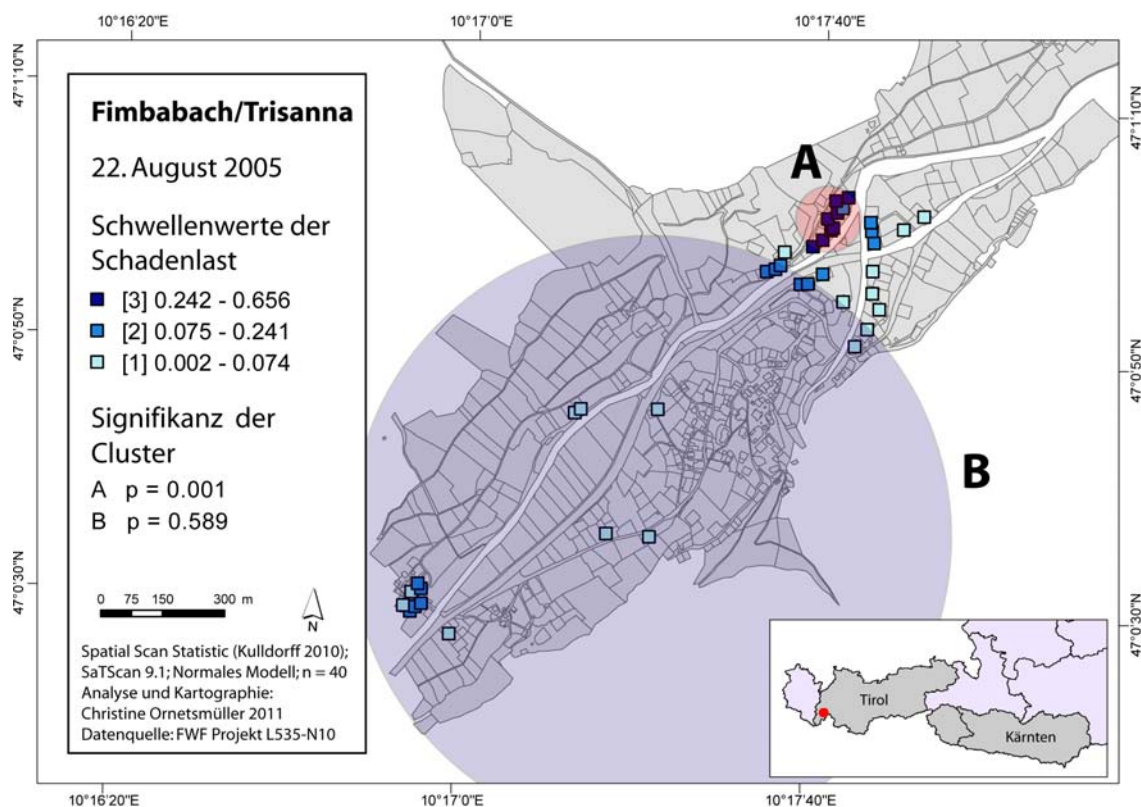 10°16'20"E
10°17'0"E
10°17'40"E
47°1'10"N
47°1'10"N
Fimbabach/Trisanna
22. August 2005
Schwellenwerte der
Schadenlast
[3] 0.242 - 0.656
[2] 0.075 - 0.241
[1] 0.002 - 0.074
Signifikanz der
Cluster
A p = 0.001
B p = 0.589
0 75 150 300 m
N
Spatial Scan Statistic (Kulldorff 2010);
SaTScan 9.1; Normales Modell; n = 40
Analyse und Kartographie:
Christine Ornetsmüller 2011
Datenquelle: FWF Projekt L535-N10
A
B
47°0'50"N
47°0'50"N
47°0'30"N
47°0'30"N
Tirol
Kärnten
10°16'20"E
10°17'0"E
10°17'40"E